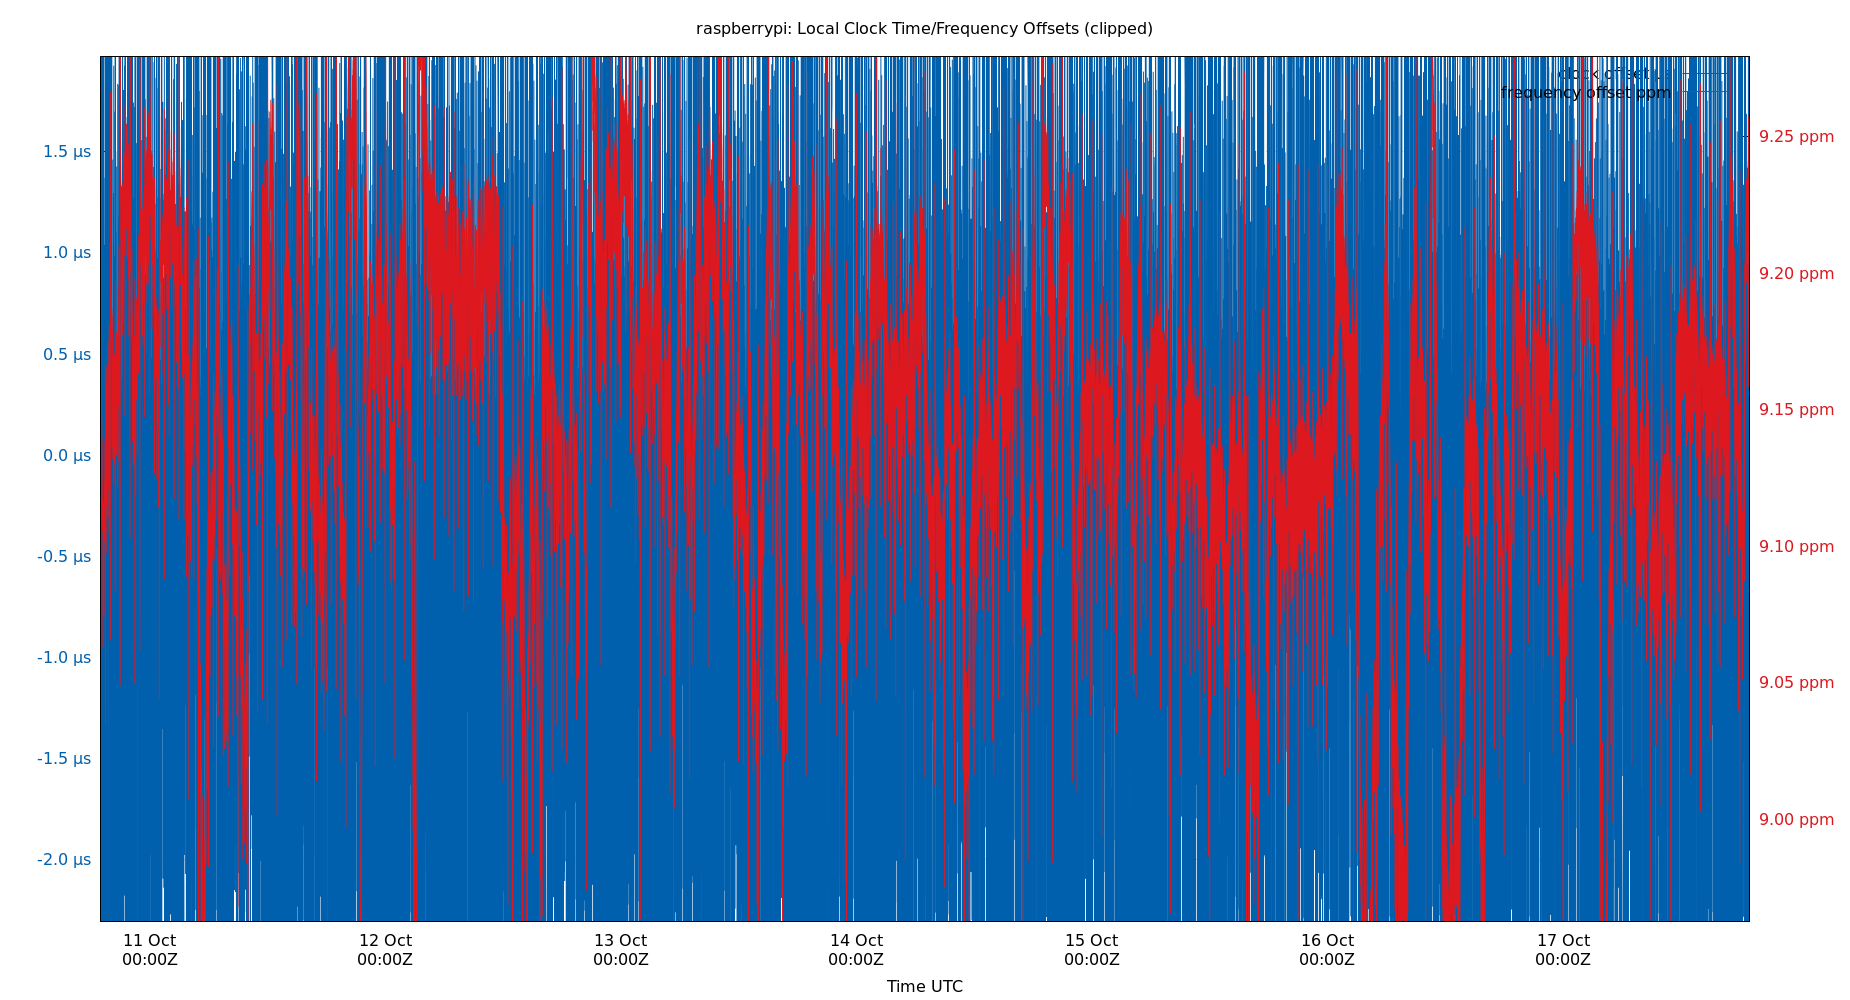 raspberrypi: Local Clock Time/Frequency Offsets (clipped)
clock offset
frequency offset ppm
1.5 µs
1.0 µs
0.5 µs
0.0 µs
-0.5 µs
-1.0 µs
-1.5 µs
-2.0 µs
9.25 ppm
9.20 ppm
9.15 ppm
9.10 ppm
9.05 ppm
9.00 ppm
11 Oct
00:00Z
12 Oct
00:00Z
13 Oct
00:00Z
14 Oct
00:00Z
15 Oct
00:00Z
16 Oct
00:00Z
17 Oct
00:00Z
Time UTC